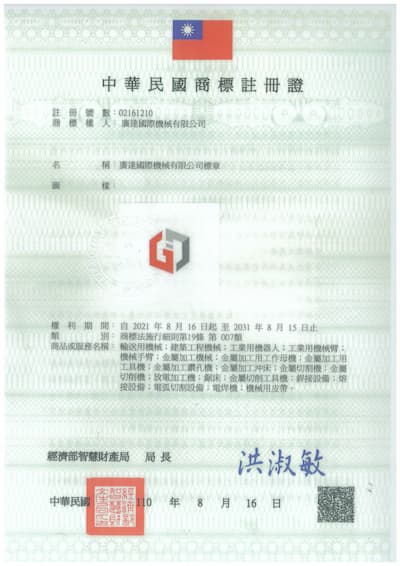 中華民國商標註冊證
註冊號數：02161210
商標權人：廣達國際機械有限公司
名稱：廣達國際機械有限公司標章
圖樣
權利期間：自 2021 年 8 月 16 日起至 2031 年 8 月 15 日止
類別：商標法施行細則第19條 第 007類
商品或服務名稱：輸送用機械；建築工程機械；工業用機器人；工業用機械臂；
機械手臂；金屬加工機械；金屬加工用工作母機；金屬加工用
工具機；金屬加工鑽孔機；金屬加工沖床；金屬切割機；金屬
切削機；放電加工機；鋸床；金屬切削工具機；銲接設備；熔
接設備；電弧切割設備；電焊機；機械用皮帶。
經濟部智慧財產局 局長 洪淑敏
中華民國 110 年 8 月 16 日